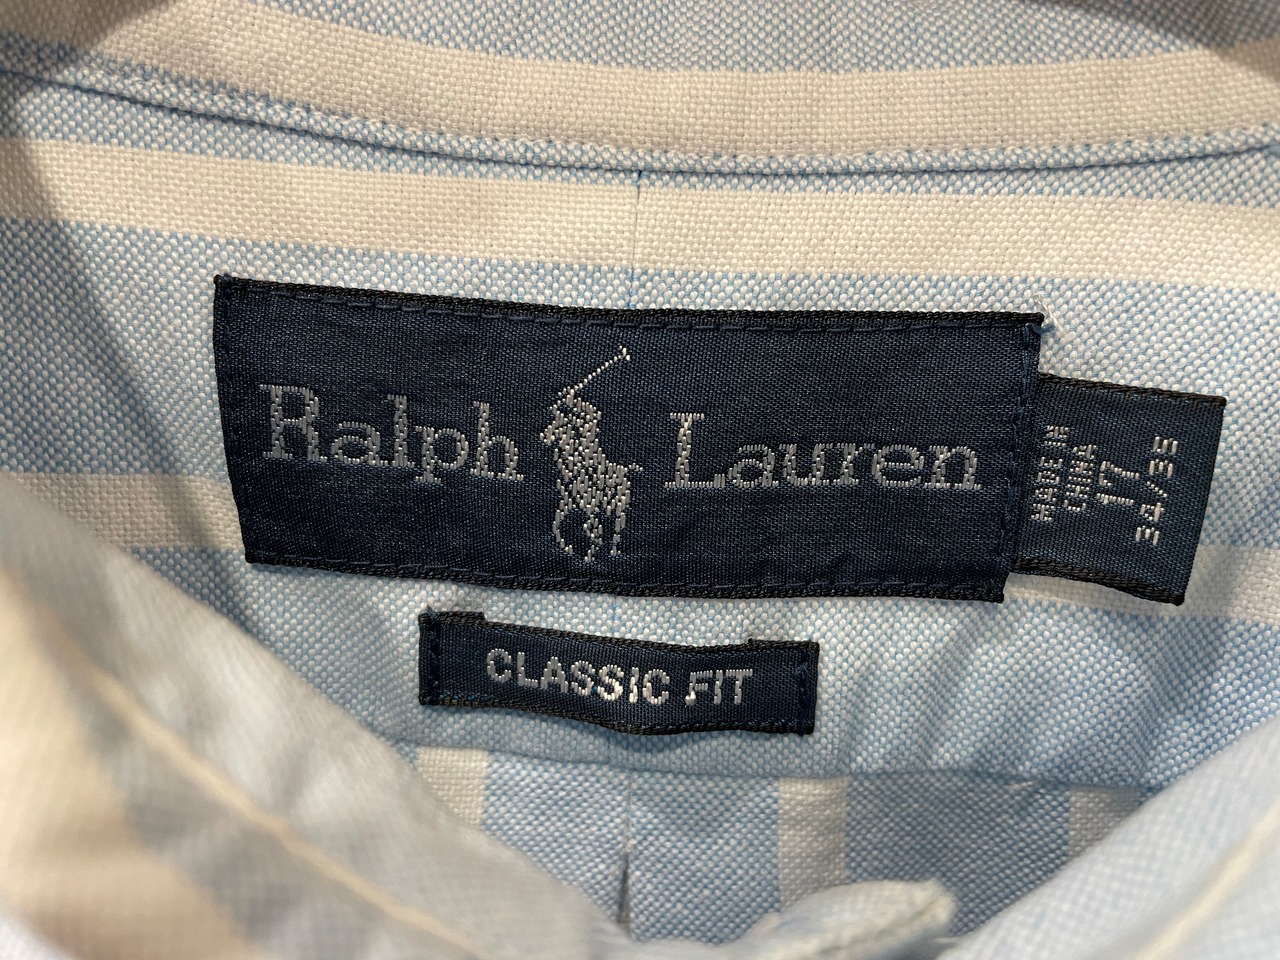 Ralph Lauren
MADE IN
CHINA
17
34/35
CLASSIC FIT